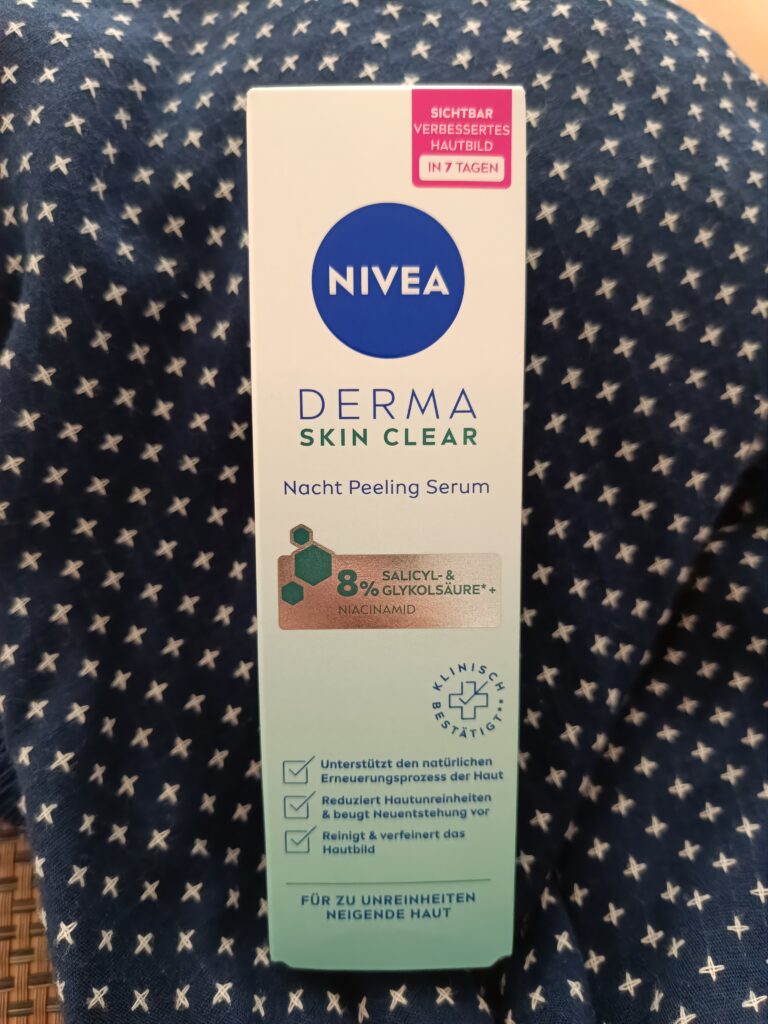 SICHTBAR
VERBESSERTES
HAUTBILD
IN 7 TAGEN
NIVEA
DERMA
SKIN CLEAR
Nacht Peeling Serum
8% SALICYL- &
GLYKOLSÄURE* +
NIACINAMID
KLINISCH
BESTÄTIGT**
Unterstützt den natürlichen
Erneuerungsprozess der Haut
Reduziert Hautunreinheiten
& beugt Neuentstehung vor
Reinigt & verfeinert das
Hautbild
FÜR ZU UNREINHEITEN
NEIGENDE HAUT